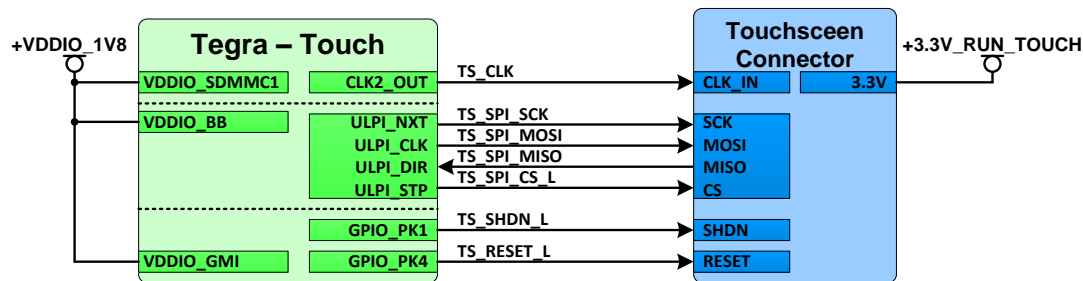 +VDDIO_1V8
Tegra – Touch
Touchsceen
Connector
+3.3V_RUN_TOUCH
VDDIO_SDMMC1
CLK2_OUT
TS_CLK
CLK_IN
3.3V
VDDIO_BB
ULPI_NXT
TS_SPI_SCK
SCK
ULPI_CLK
TS_SPI_MOSI
MOSI
ULPI_DIR
TS_SPI_MISO
MISO
ULPI_STP
TS_SPI_CS_L
CS
GPIO_PK1
TS_SHDN_L
SHDN
VDDIO_GMI
GPIO_PK4
TS_RESET_L
RESET